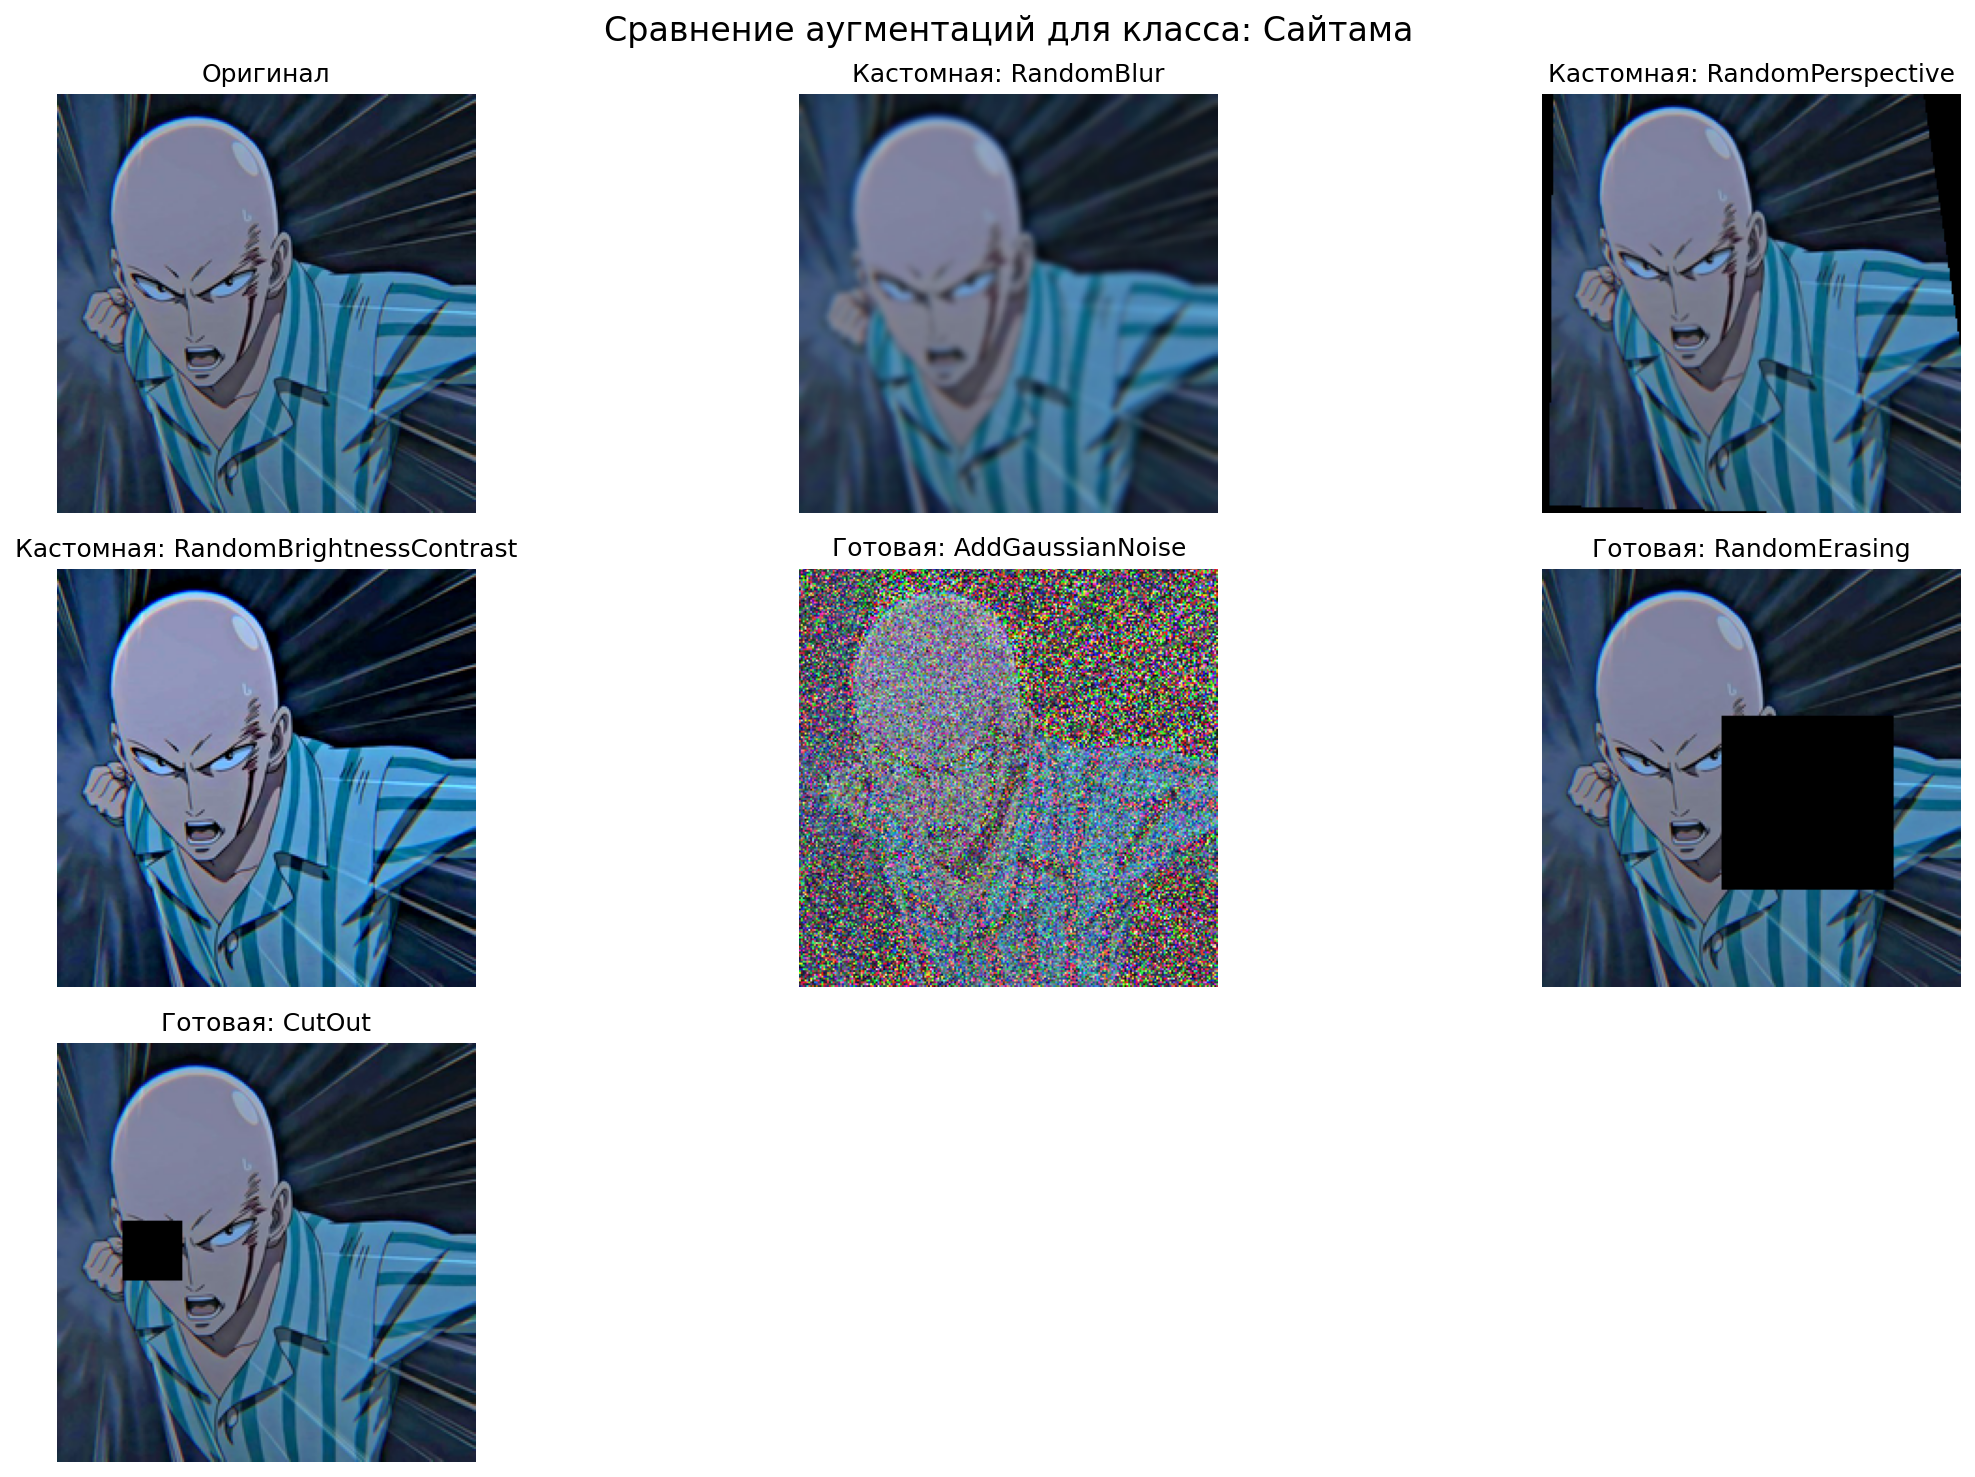 Сравнение аугментаций для класса: Сайтама
Оригинал
Кастомная: RandomBlur
Кастомная: RandomPerspective
Кастомная: RandomBrightnessContrast
Готовая: AddGaussianNoise
Готовая: RandomErasing
Готовая: CutOut